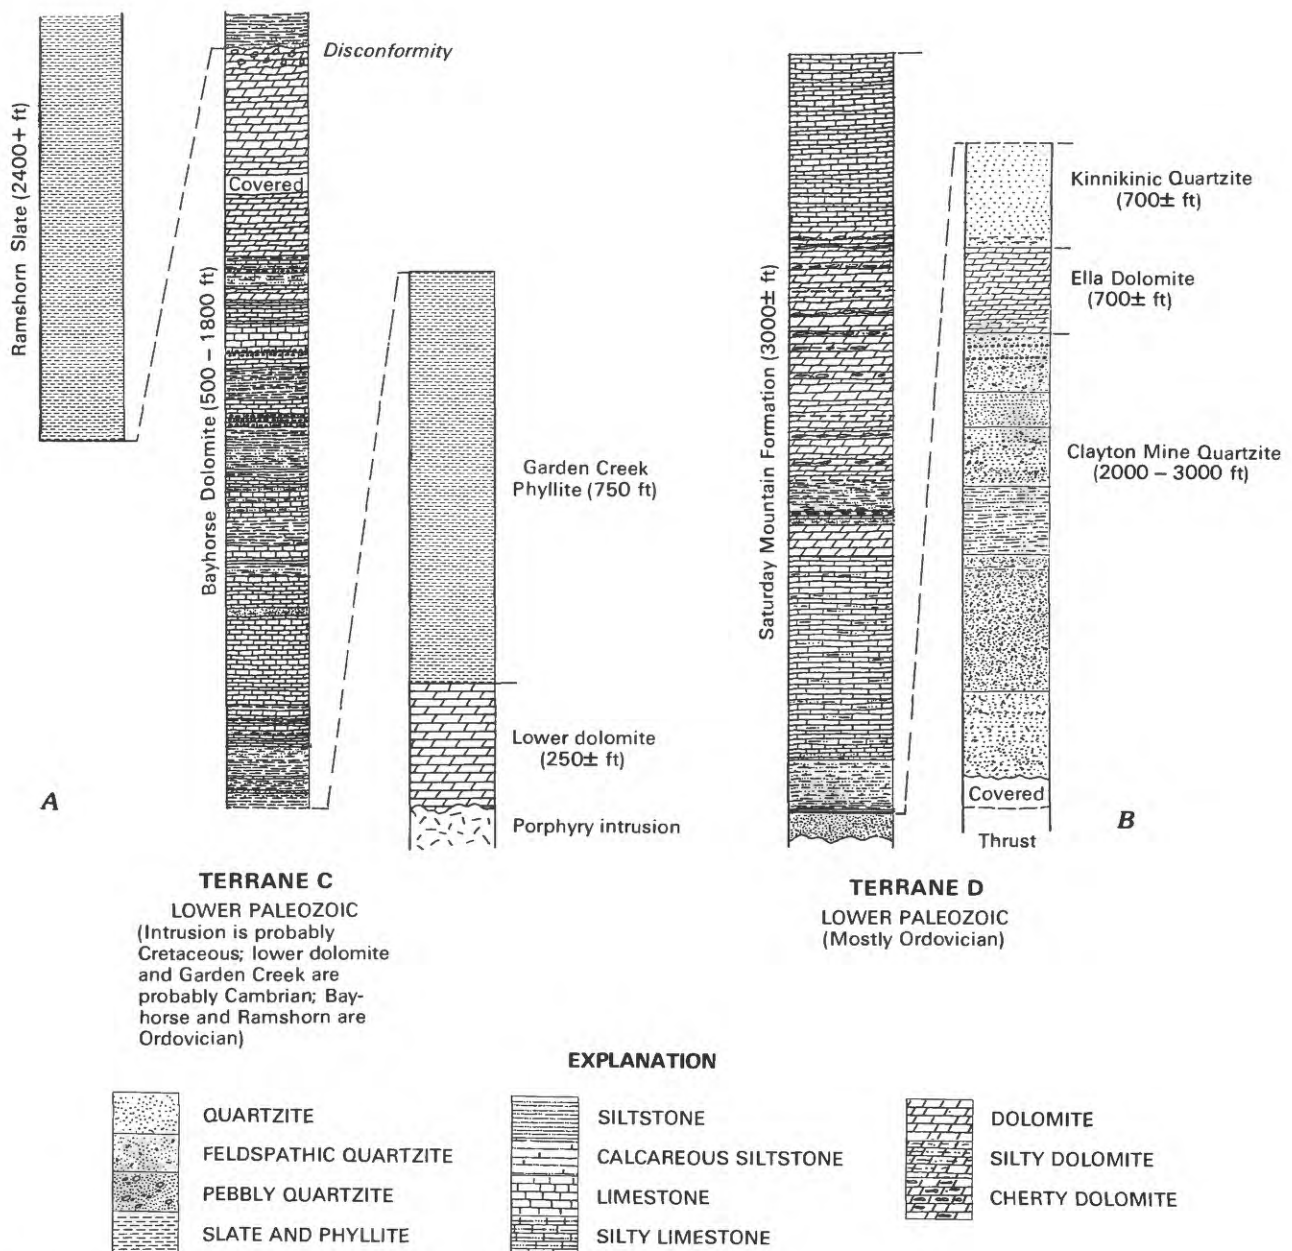 Ramshorn Slate (2400+ ft)
Disconformity
Covered
Bayhorse Dolomite (500 – 1800 ft)
Garden Creek
Phyllite (750 ft)
Lower dolomite
(250± ft)
Porphyry intrusion
A
TERRANE C
LOWER PALEOZOIC
(Intrusion is probably
Cretaceous; lower dolomite
and Garden Creek are
probably Cambrian; Bay-
horse and Ramshorn are
Ordovician)
Saturday Mountain Formation (3000± ft)
Kinnikinic Quartzite
(700± ft)
Ella Dolomite
(700± ft)
Clayton Mine Quartzite
(2000 – 3000 ft)
Covered
Thrust
B
TERRANE D
LOWER PALEOZOIC
(Mostly Ordovician)
EXPLANATION
QUARTZITE
FELDSPATHIC QUARTZITE
PEBBLY QUARTZITE
SLATE AND PHYLLITE
SILTSTONE
CALCAREOUS SILTSTONE
LIMESTONE
SILTY LIMESTONE
DOLOMITE
SILTY DOLOMITE
CHERTY DOLOMITE